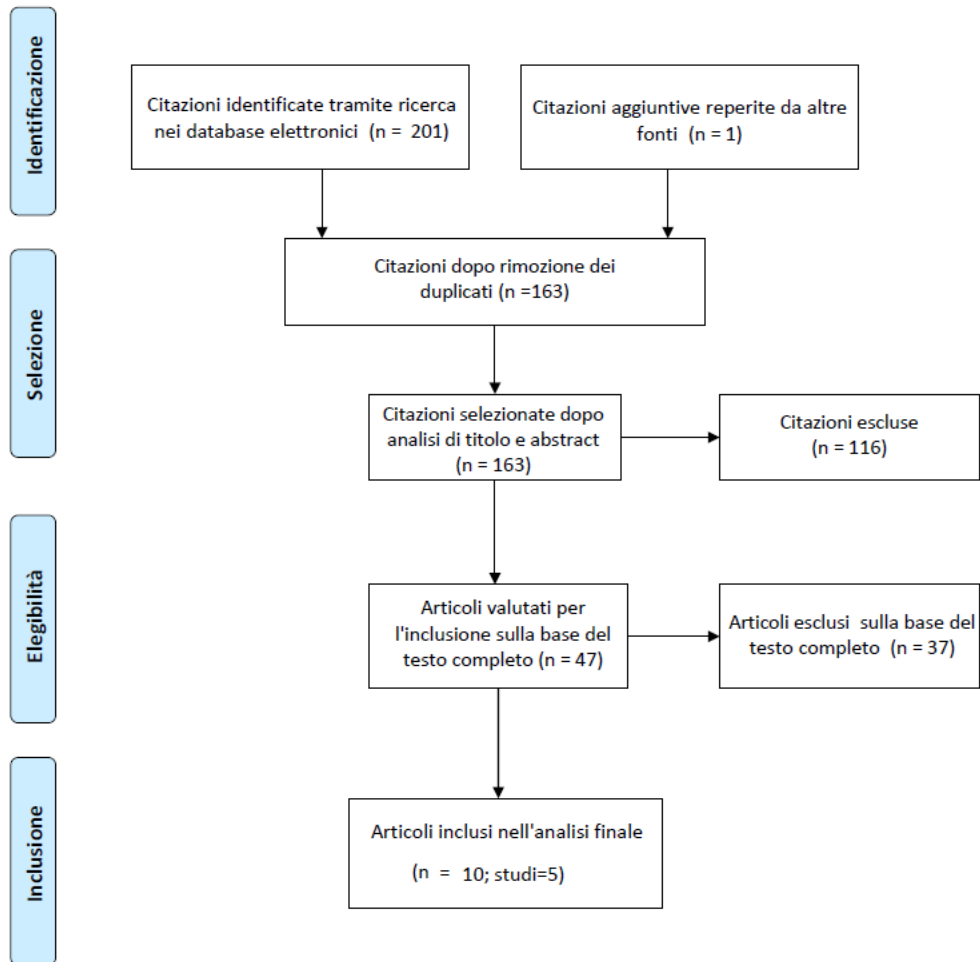 Identificazione
Citazioni identificate tramite ricerca
nei database elettronici (n = 201)
Citazioni aggiuntive reperite da altre
fonti (n = 1)
Selezione
Citazioni dopo rimozione dei
duplicati (n =163)
Citazioni selezionate dopo
analisi di titolo e abstract
(n = 163)
Citazioni escluse
(n = 116)
Elegibilità
Articoli valutati per
l'inclusione sulla base del
testo completo (n = 47)
Articoli esclusi sulla base del
testo completo (n = 37)
Inclusione
Articoli inclusi nell'analisi finale
(n = 10; studi=5)